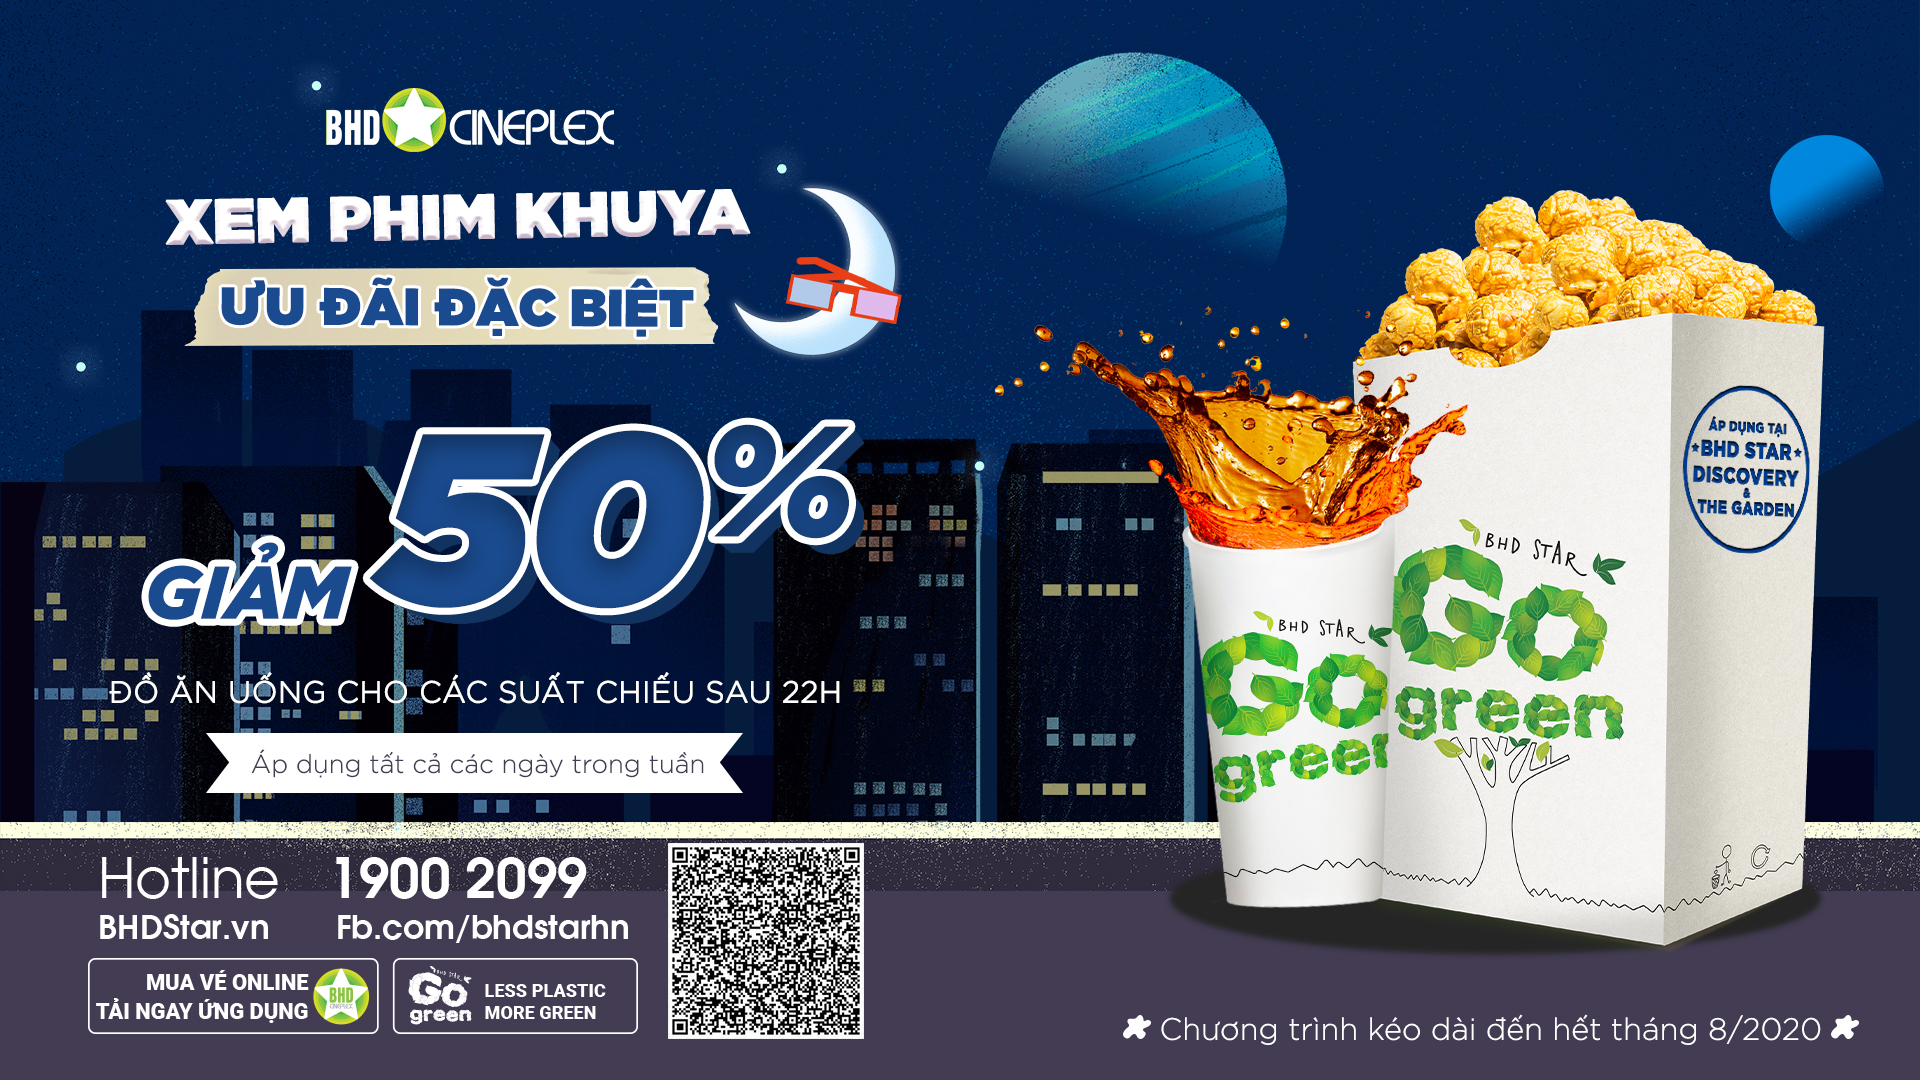 BHD CINEPLEX
XEM PHIM KHUYA
ƯU ĐÃI ĐẶC BIỆT
GIẢM 50%
ĐỒ ĂN UỐNG CHO CÁC SUẤT CHIẾU SAU 22H
Áp dụng tất cả các ngày trong tuần
Hotline 1900 2099
BHDStar.vn Fb.com/bhdstarhn
MUA VÉ ONLINE
TẢI NGAY ỨNG DỤNG
BHD
CINEPLEX
BHD STAR
Go
green
LESS PLASTIC
MORE GREEN
BHD STAR
Go
green
BHD STAR
Go
green
ÁP DỤNG TẠI
BHD STAR
DISCOVERY
&
THE GARDEN
Chương trình kéo dài đến hết tháng 8/2020